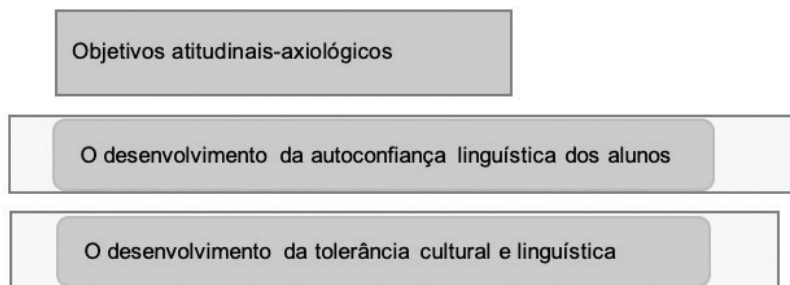 Objetivos atitudinais-axiológicos
O desenvolvimento da autoconfiança linguística dos alunos
O desenvolvimento da tolerância cultural e linguística